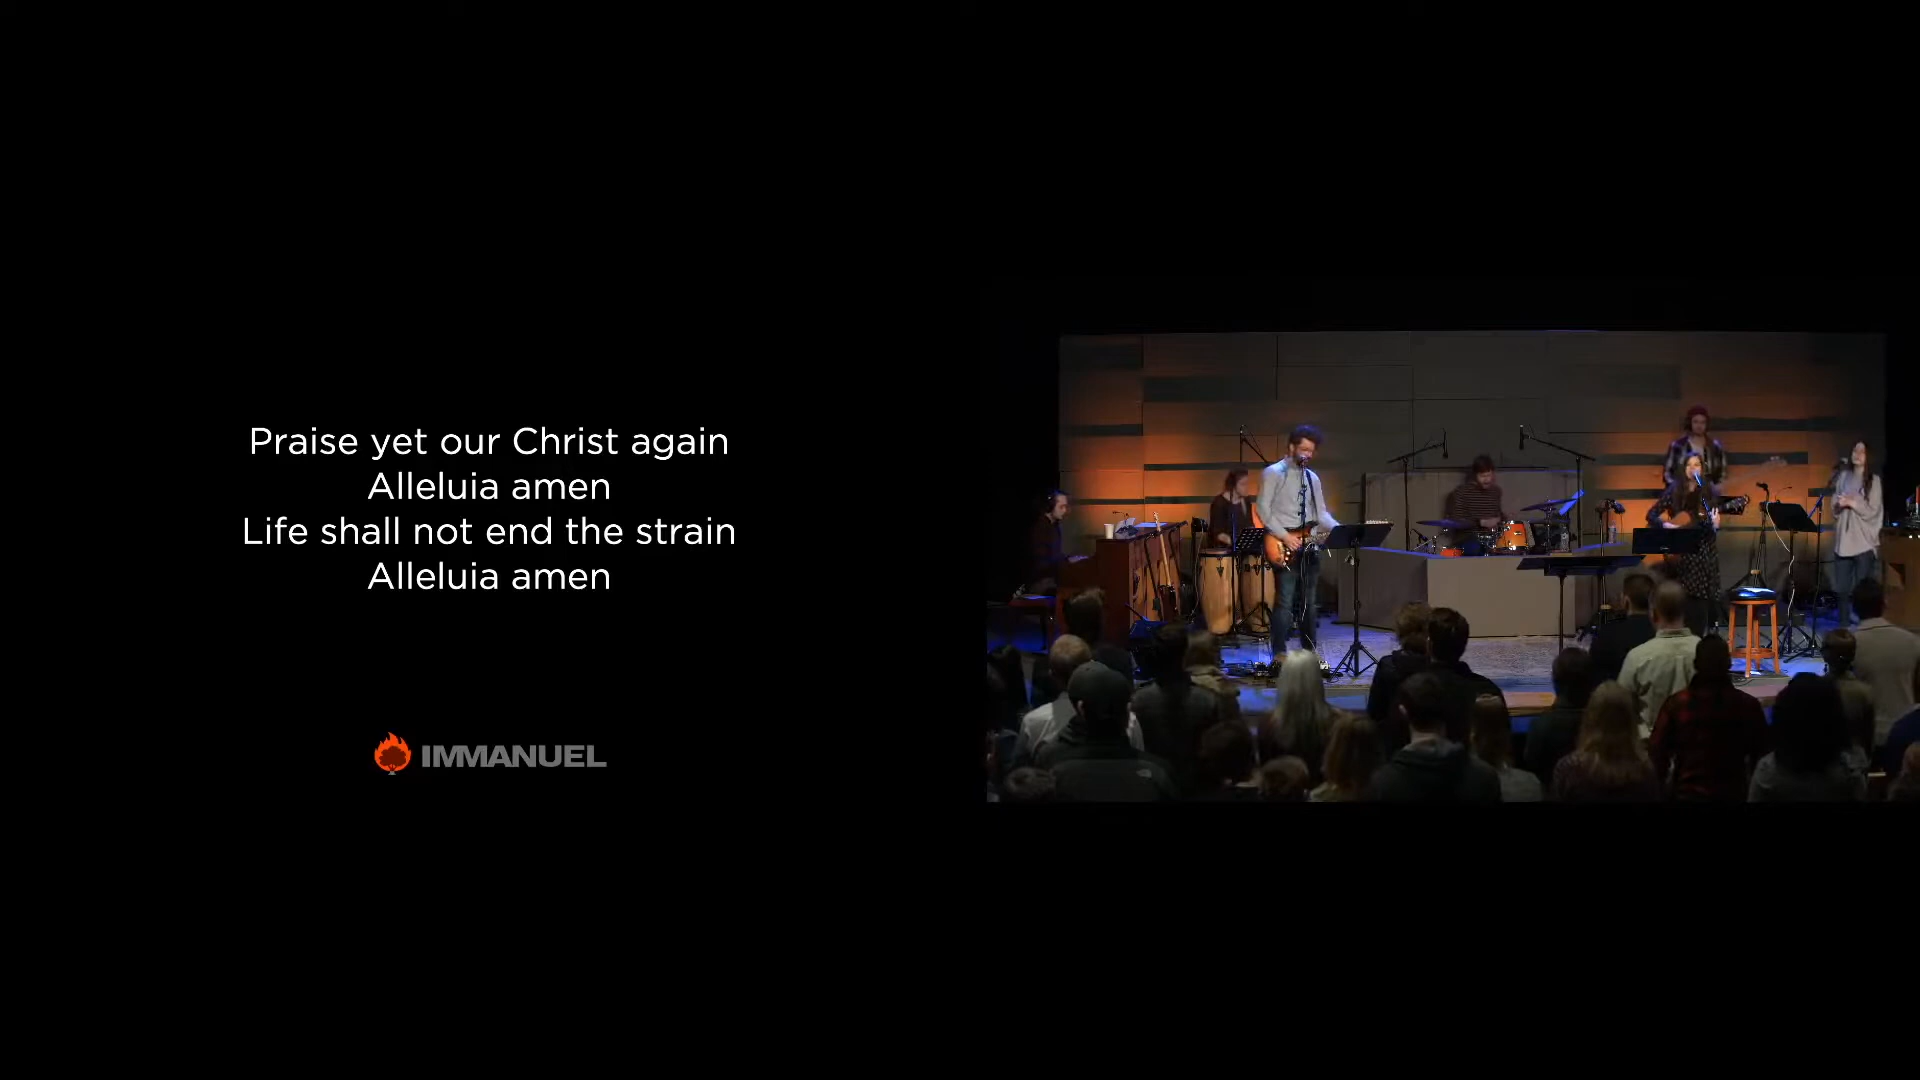 Praise yet our Christ again
Alleluia amen
Life shall not end the strain
Alleluia amen
IMMANUEL